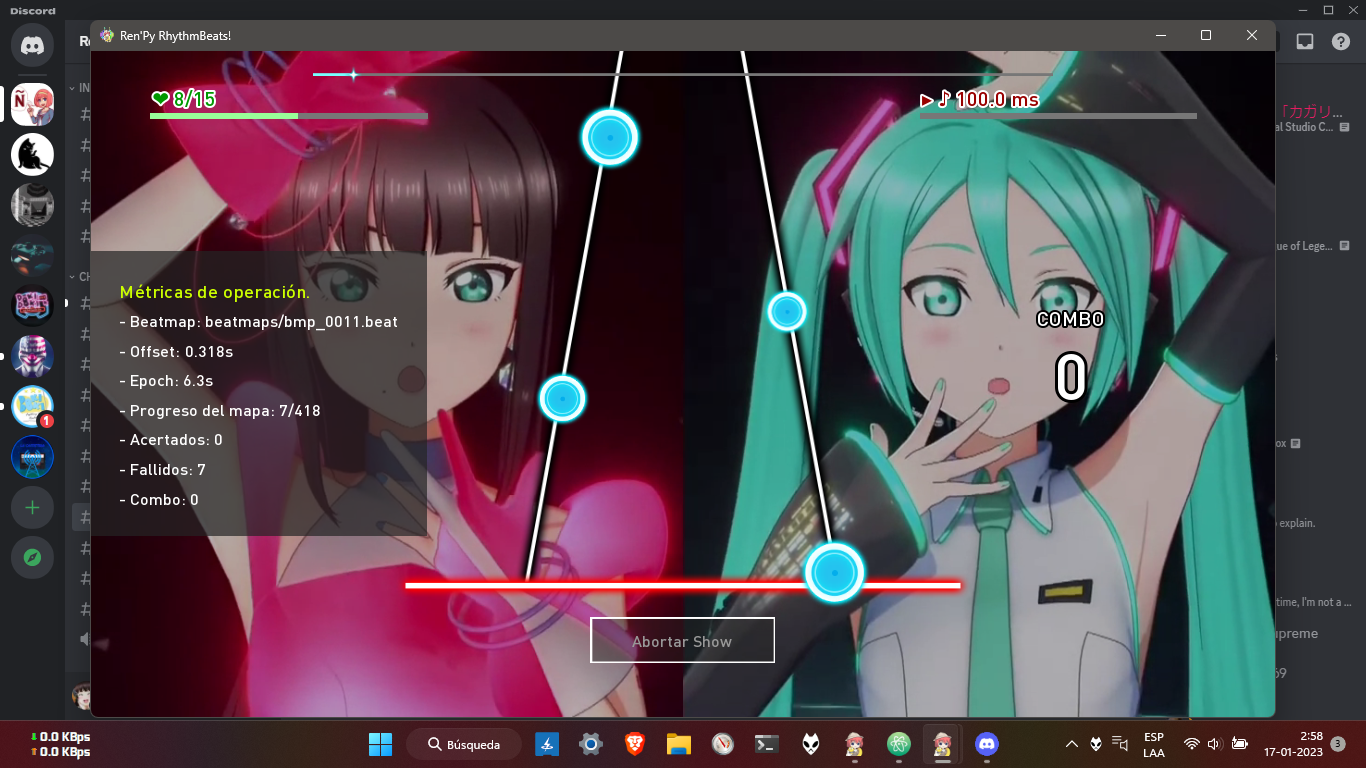 Discord
Ren'Py RhythmBeats!
8/15
100.0 ms
Métricas de operación.
- Beatmap: beatmaps/bmp_0011.beat
- Offset: 0.318s
- Epoch: 6.3s
- Progreso del mapa: 7/418
- Acertados: 0
- Fallidos: 7
- Combo: 0
COMBO
0
Abortar Show
「カガリ...
al Studio C...
ue of Lege...
ox
o explain.
time, I'm not a ...
upreme
69
IN
CH
Ñ
1
0.0 KBps
0.0 KBps
Búsqueda
ESP
LAA
2:58
17-01-2023
3